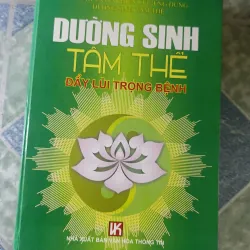 DƯỠNG SINH
TÂM THỂ
ĐẨY LÙI TRỌNG BỆNH
NHÀ XUẤT BẢN VĂN HÓA THÔNG TIN